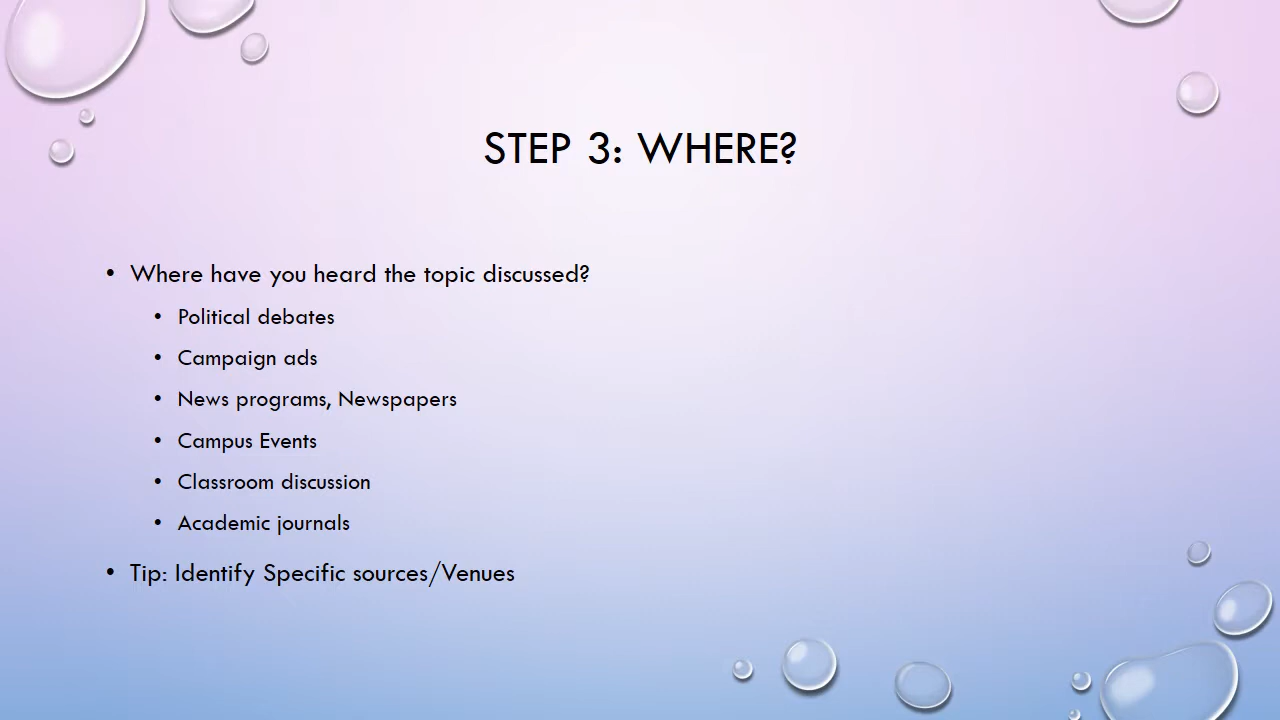 STEP 3: WHERE?
• Where have you heard the topic discussed?
• Political debates
• Campaign ads
• News programs, Newspapers
• Campus Events
• Classroom discussion
• Academic journals
• Tip: Identify Specific sources/Venues